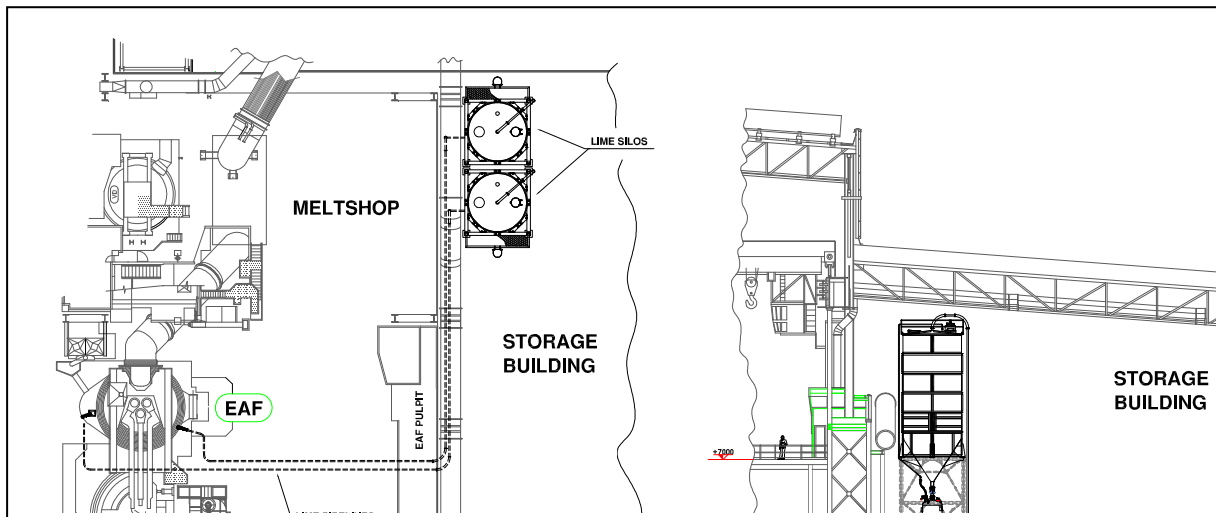 LIME SILOS
MELTSHOP
STORAGE
BUILDING
EAF
EAF PULPIT
STORAGE
BUILDING
+7000